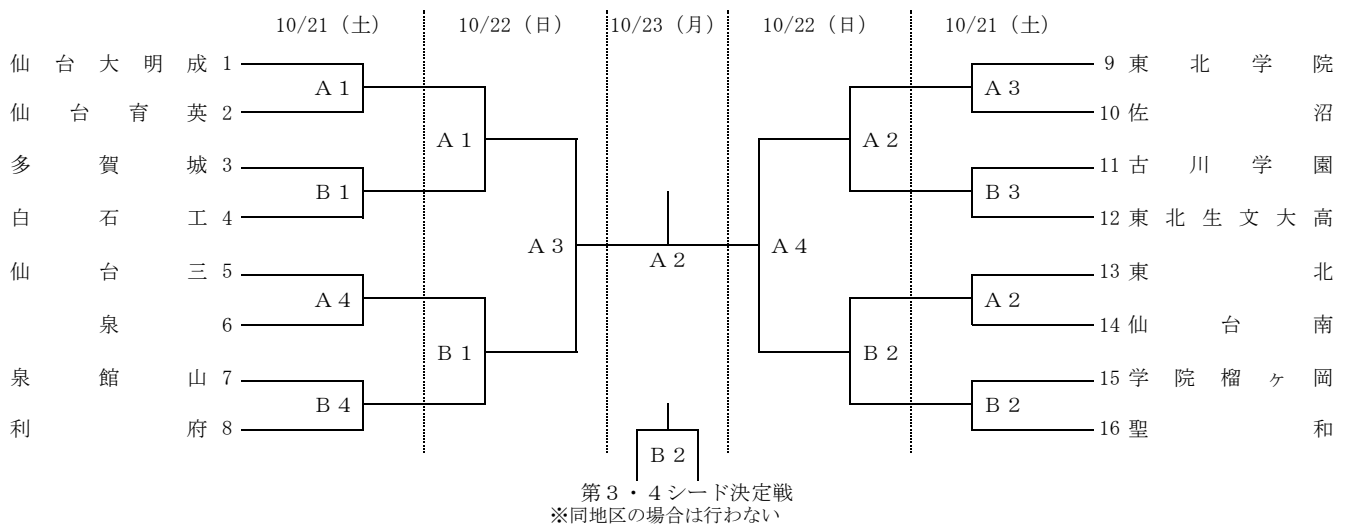 10/21（土） 10/22（日） 10/23（月） 10/22（日） 10/21（土）
仙台大明成 1 9 東北学院
Ａ１ Ａ３
仙台育英 2 10 佐沼
Ａ１ Ａ２
多賀城 3 11 古川学園
Ｂ１ Ｂ３
白石工 4 12 東北生文大高
Ａ３ Ａ２ Ａ４
仙台三 5 13 東北
Ａ４ Ａ２
泉 6 14 仙台南
Ｂ１ Ｂ２
泉館山 7 15 学院榴ヶ岡
Ｂ４ Ｂ２
利府 8 16 聖和
Ｂ２
第３・４シード決定戦
※同地区の場合は行わない